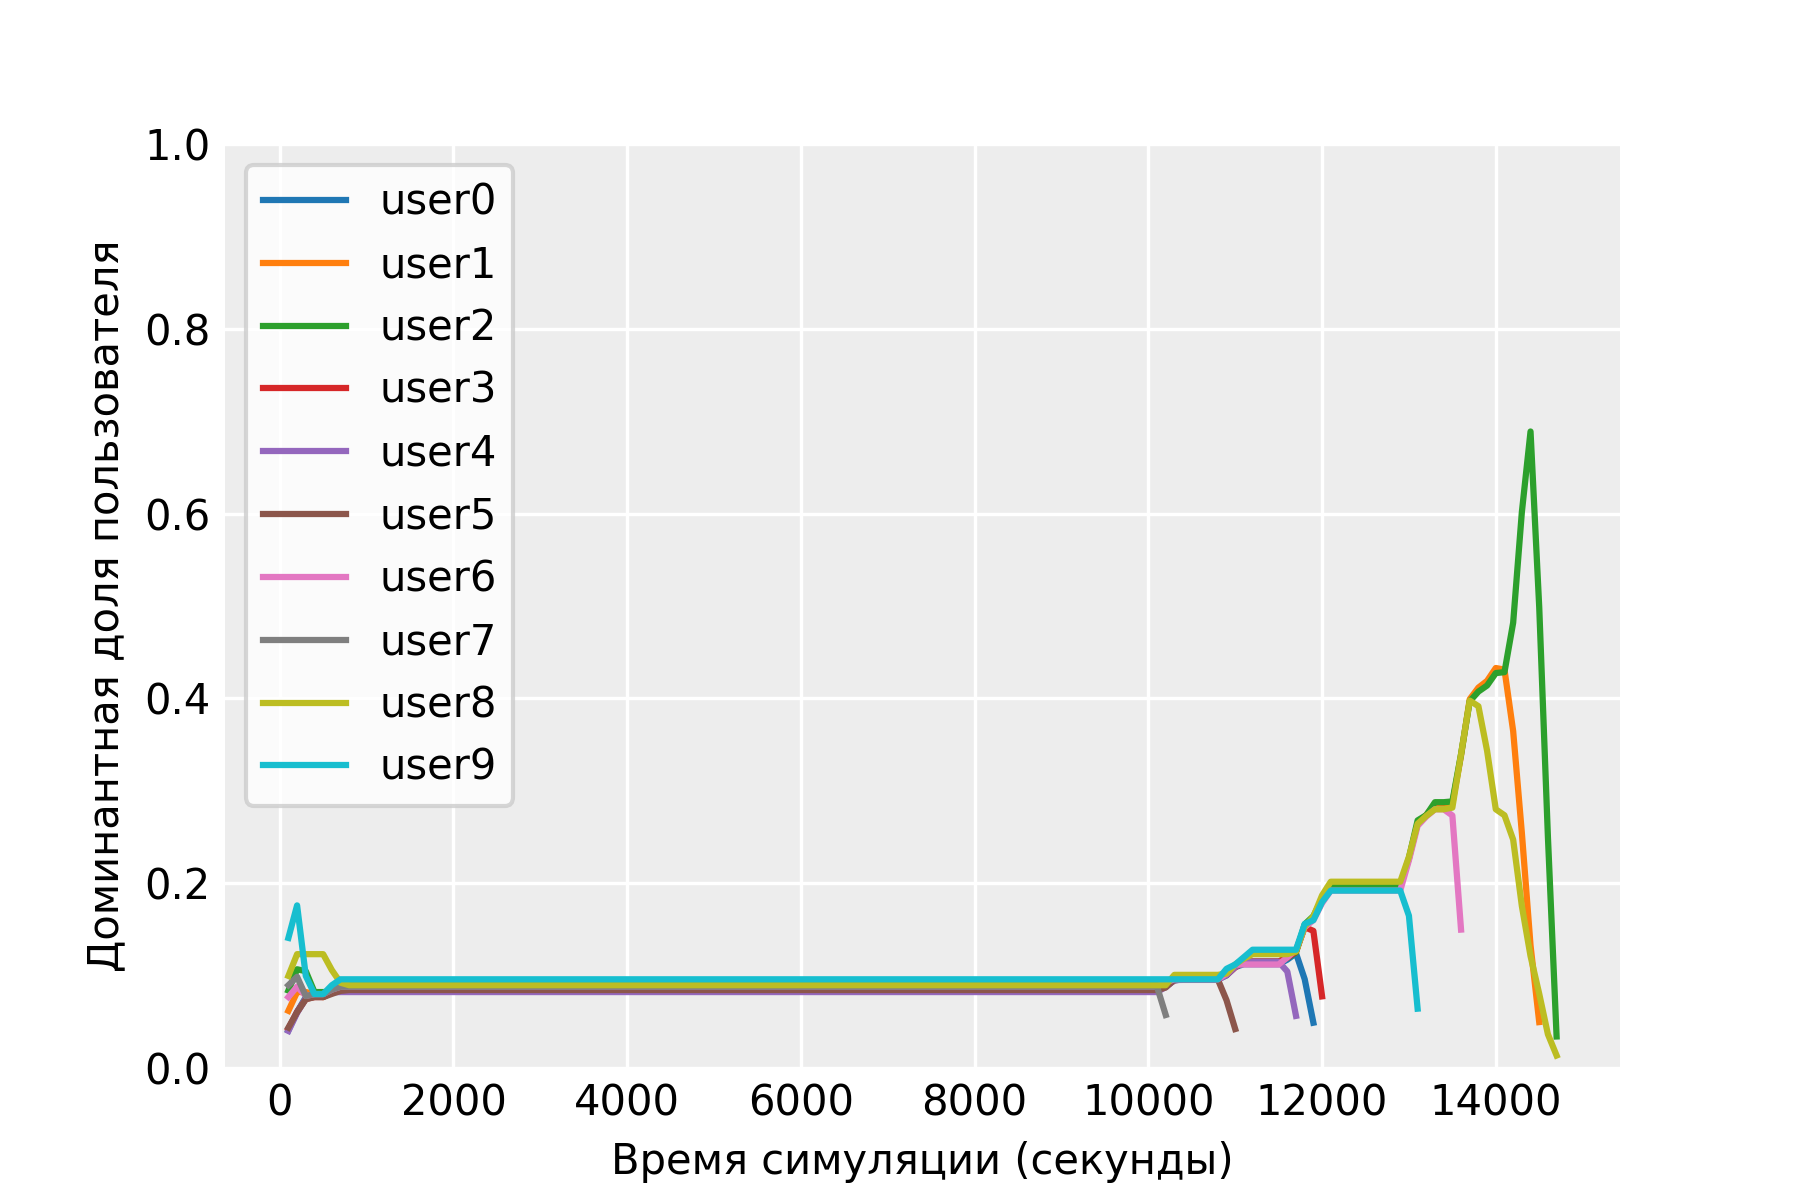 Доминантная доля пользователя
1.0
0.8
0.6
0.4
0.2
0.0
user0
user1
user2
user3
user4
user5
user6
user7
user8
user9
0 2000 4000 6000 8000 10000 12000 14000
Время симуляции (секунды)